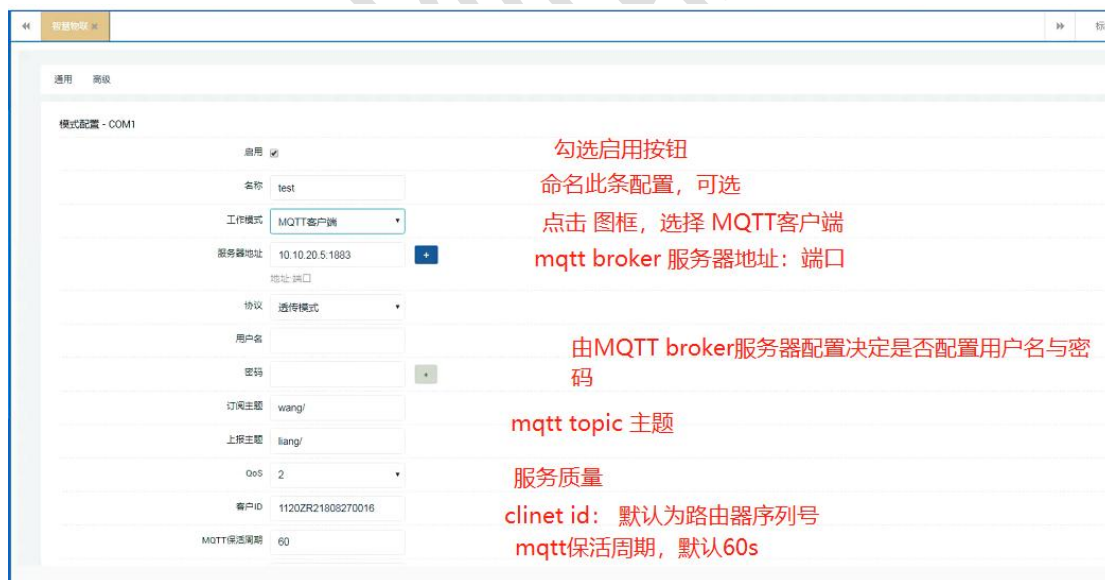 智慧物联 ×
标
通用 高级
模式配置 - COM1
启用
勾选启用按钮
名称 test
命名此条配置，可选
工作模式 MQTT客户端
点击 图框，选择 MQTT客户端
服务器地址 10.10.20.5:1883 +
mqtt broker 服务器地址：端口
地址:端口
协议 透传模式
用户名
由MQTT broker服务器配置决定是否配置用户名与密
码
密码
订阅主题 wang/
mqtt topic 主题
上报主题 liang/
QoS 2
服务质量
客户ID 1120ZR21808270016
clinet id： 默认为路由器序列号
MQTT保活周期 60
mqtt保活周期，默认60s